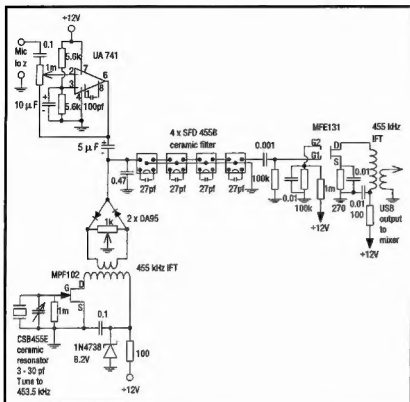 +12V
Mic
lo z
0.1
5.6k
UA 741
1m
2
7
6
3
4
1
8
10 µF
5.6k
100pf
5 µF
4 x SFD 455B
ceramic filter
0.47
27pf
27pf
27pf
27pf
0.001
100k
MFE131
G2
G1
D
S
455 kHz
IFT
0.01
100k
1m
+12V
270
0.01
0.01
100
USB
output
to
mixer
+12V
2 x OA95
1k
455 kHz IFT
MPF102
D
G
S
1m
0.1
CSB455E
ceramic
resonator
3 - 30 pf
Tune to
453.5 kHz
1N4738
8.2V
100
+12V